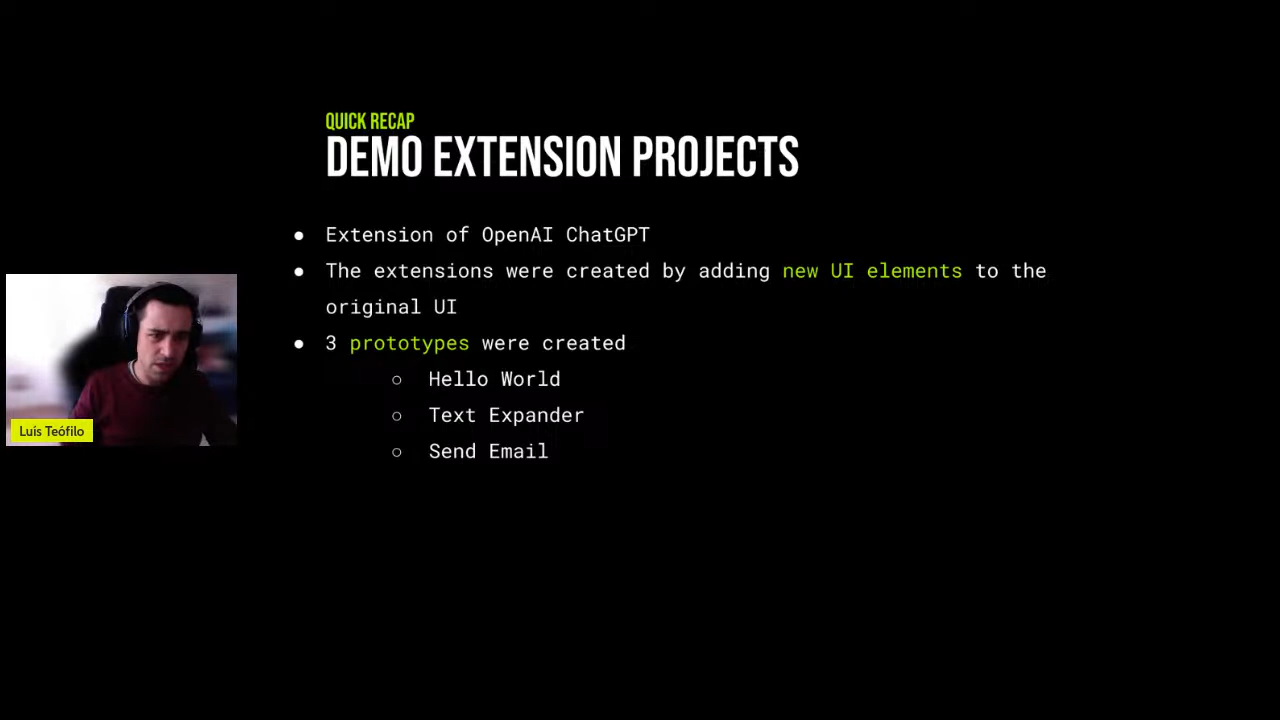 QUICK RECAP
DEMO EXTENSION PROJECTS
● Extension of OpenAI ChatGPT
● The extensions were created by adding new UI elements to the
original UI
● 3 prototypes were created
○ Hello World
○ Text Expander
○ Send Email
Luís Teófilo